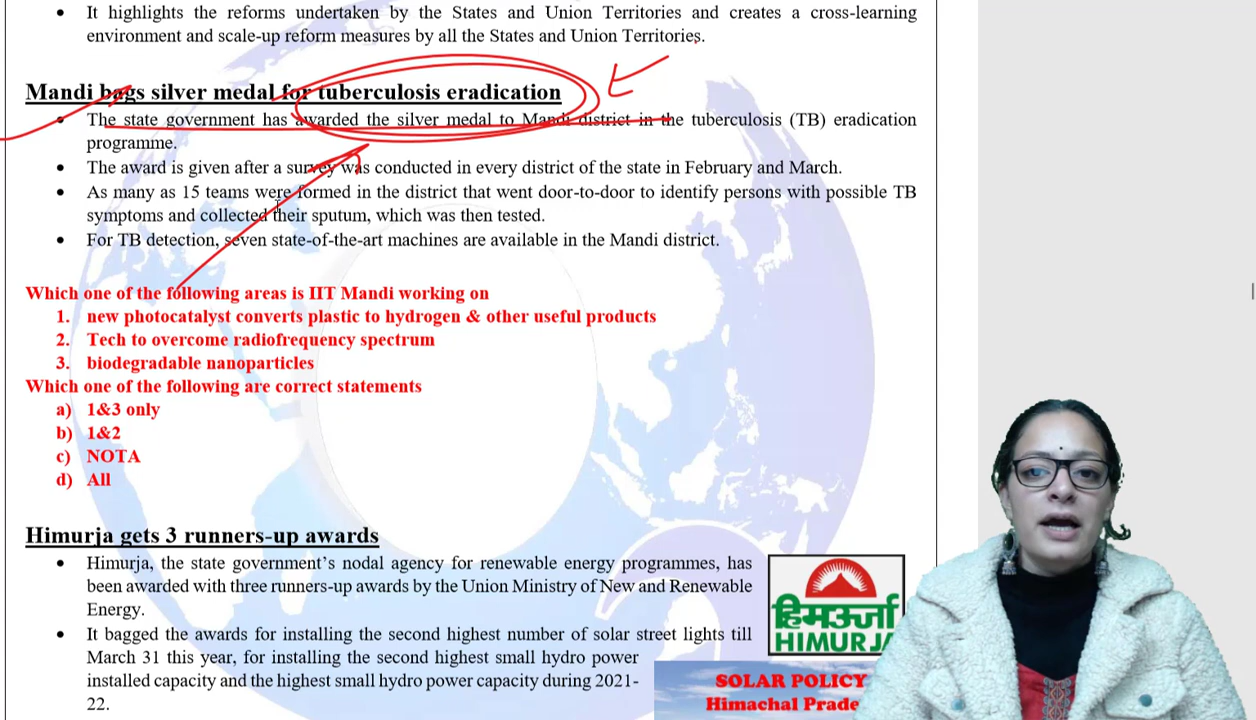 • It highlights the reforms undertaken by the States and Union Territories and creates a cross-learning
environment and scale-up reform measures by all the States and Union Territories.
Mandi bags silver medal for tuberculosis eradication
• The state government has awarded the silver medal to Mandi district in the tuberculosis (TB) eradication
programme.
• The award is given after a survey was conducted in every district of the state in February and March.
• As many as 15 teams were formed in the district that went door-to-door to identify persons with possible TB
symptoms and collected their sputum, which was then tested.
• For TB detection, seven state-of-the-art machines are available in the Mandi district.
Which one of the following areas is IIT Mandi working on
1. new photocatalyst converts plastic to hydrogen & other useful products
2. Tech to overcome radiofrequency spectrum
3. biodegradable nanoparticles
Which one of the following are correct statements
a) 1&3 only
b) 1&2
c) NOTA
d) All
Himurja gets 3 runners-up awards
• Himurja, the state government's nodal agency for renewable energy programmes, has
been awarded with three runners-up awards by the Union Ministry of New and Renewable
Energy.
• It bagged the awards for installing the second highest number of solar street lights till
March 31 this year, for installing the second highest small hydro power
installed capacity and the highest small hydro power capacity during 2021-
22.
हिमऊर्जा
HIMURJA
SOLAR POLICY
Himachal Prade